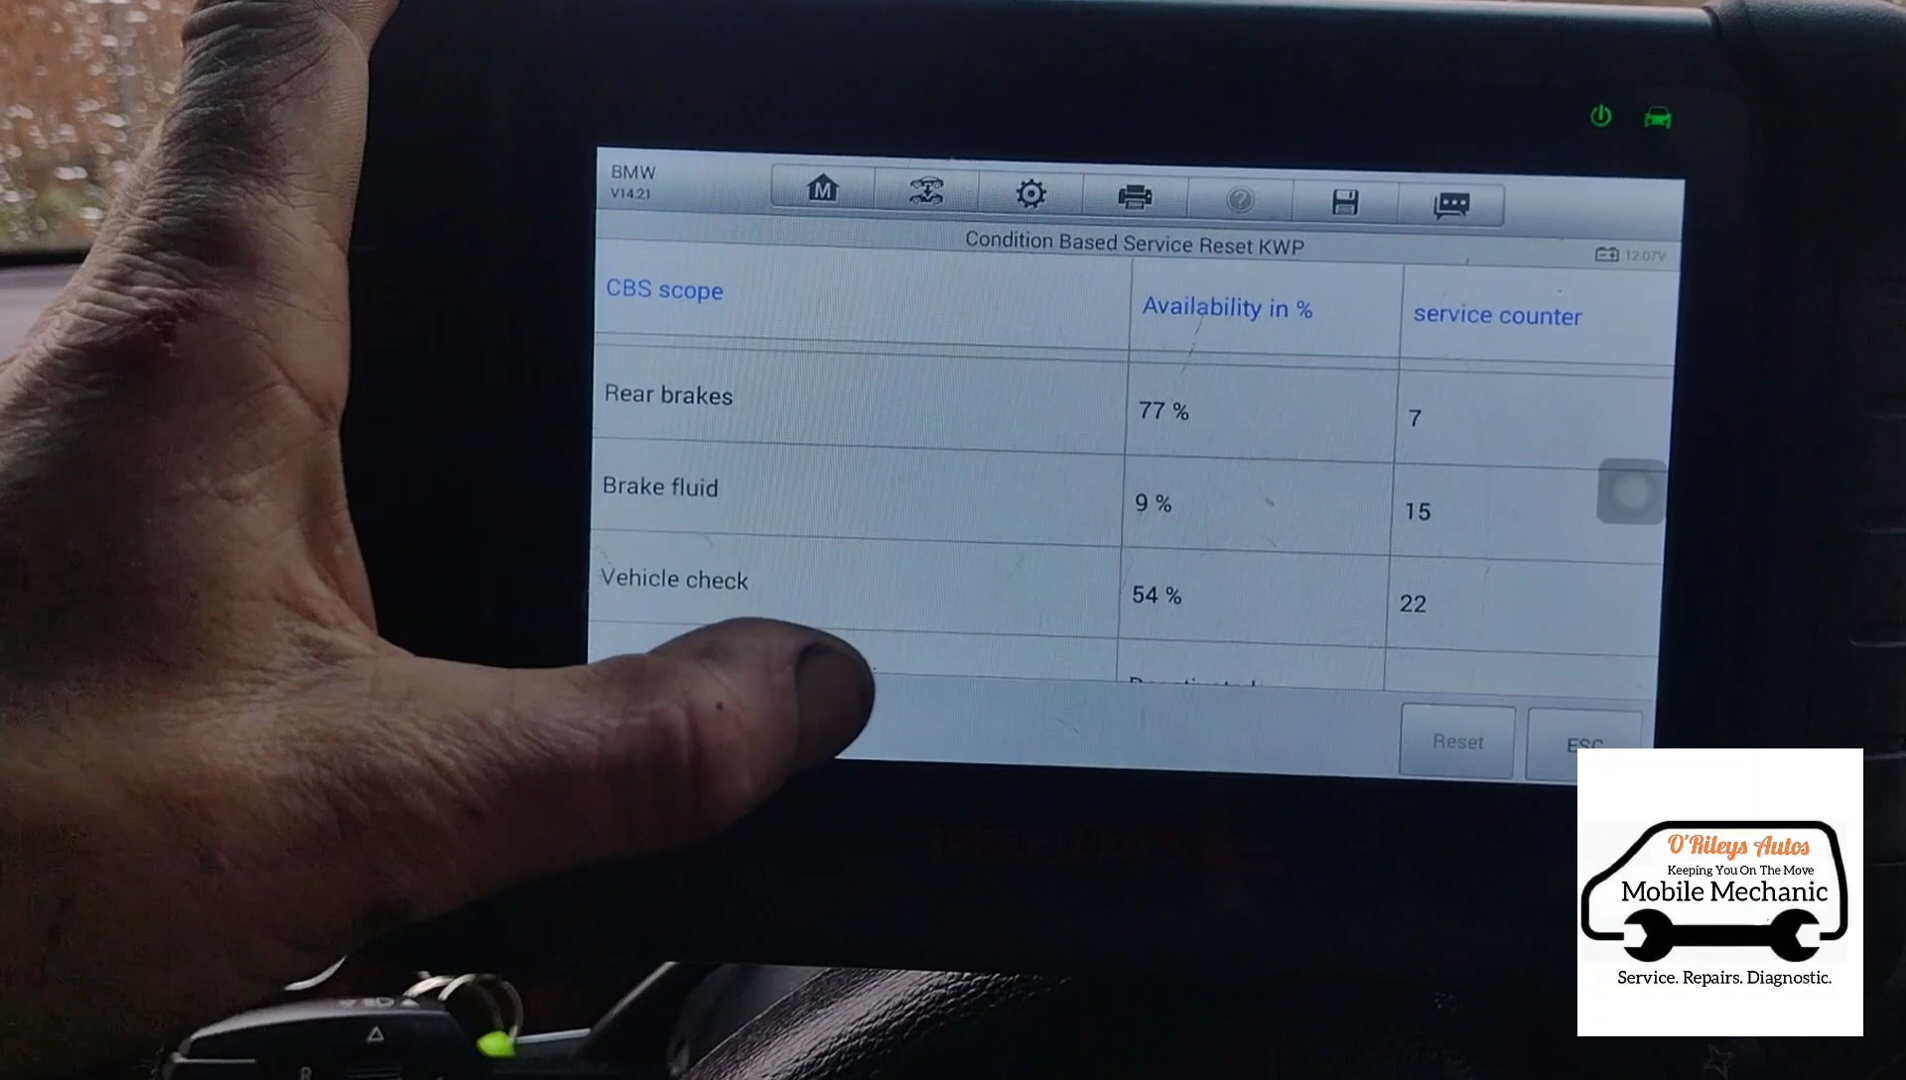 BMW
V14.21
M
?
Condition Based Service Reset KWP
12.07V
CBS scope
Availability in %
service counter
Rear brakes
77 %
7
Brake fluid
9 %
15
Vehicle check
54 %
22
Reset
ESC
O'Rileys Autos
Keeping You On The Move
Mobile Mechanic
Service. Repairs. Diagnostic.
R